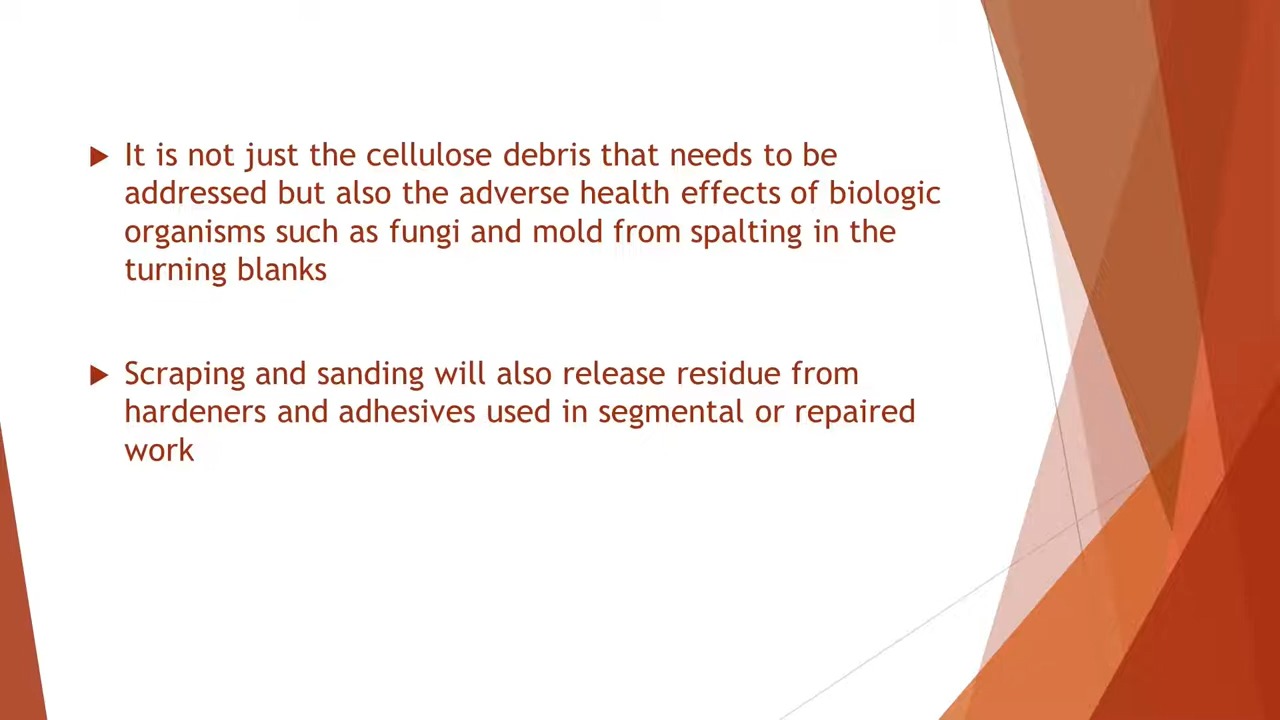 It is not just the cellulose debris that needs to be
addressed but also the adverse health effects of biologic
organisms such as fungi and mold from spalting in the
turning blanks
Scraping and sanding will also release residue from
hardeners and adhesives used in segmental or repaired
work